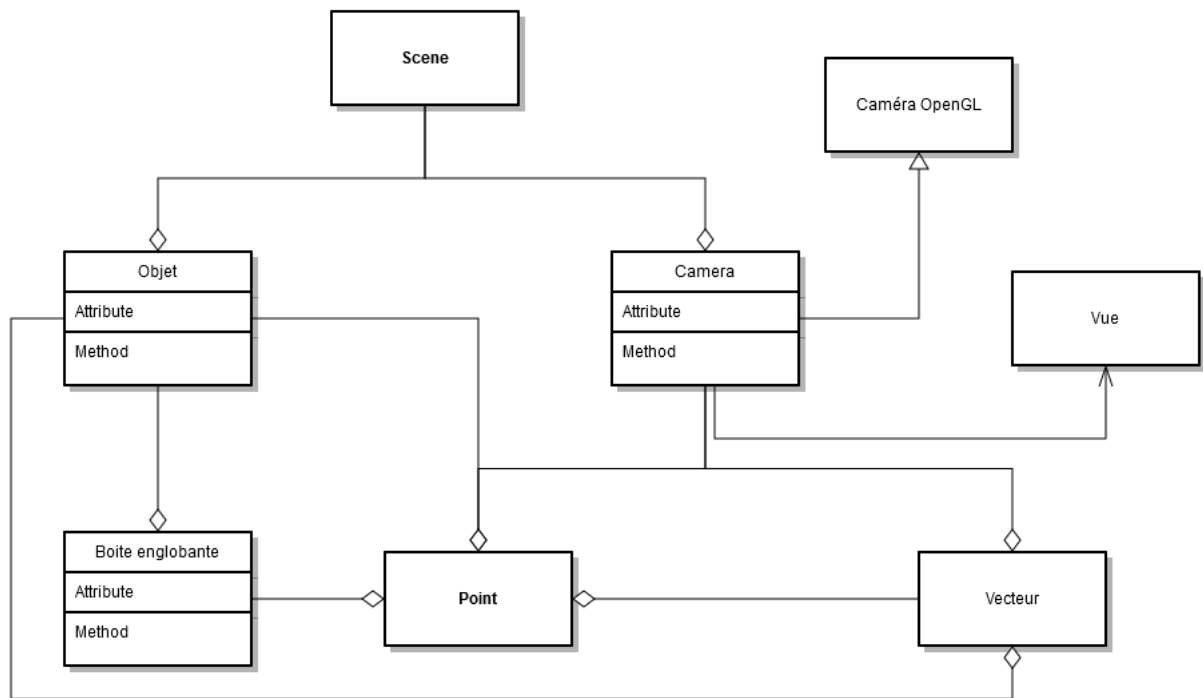 Scene
Caméra OpenGL
Objet
Attribute
Method
Camera
Attribute
Method
Vue
Boite englobante
Attribute
Method
Point
Vecteur